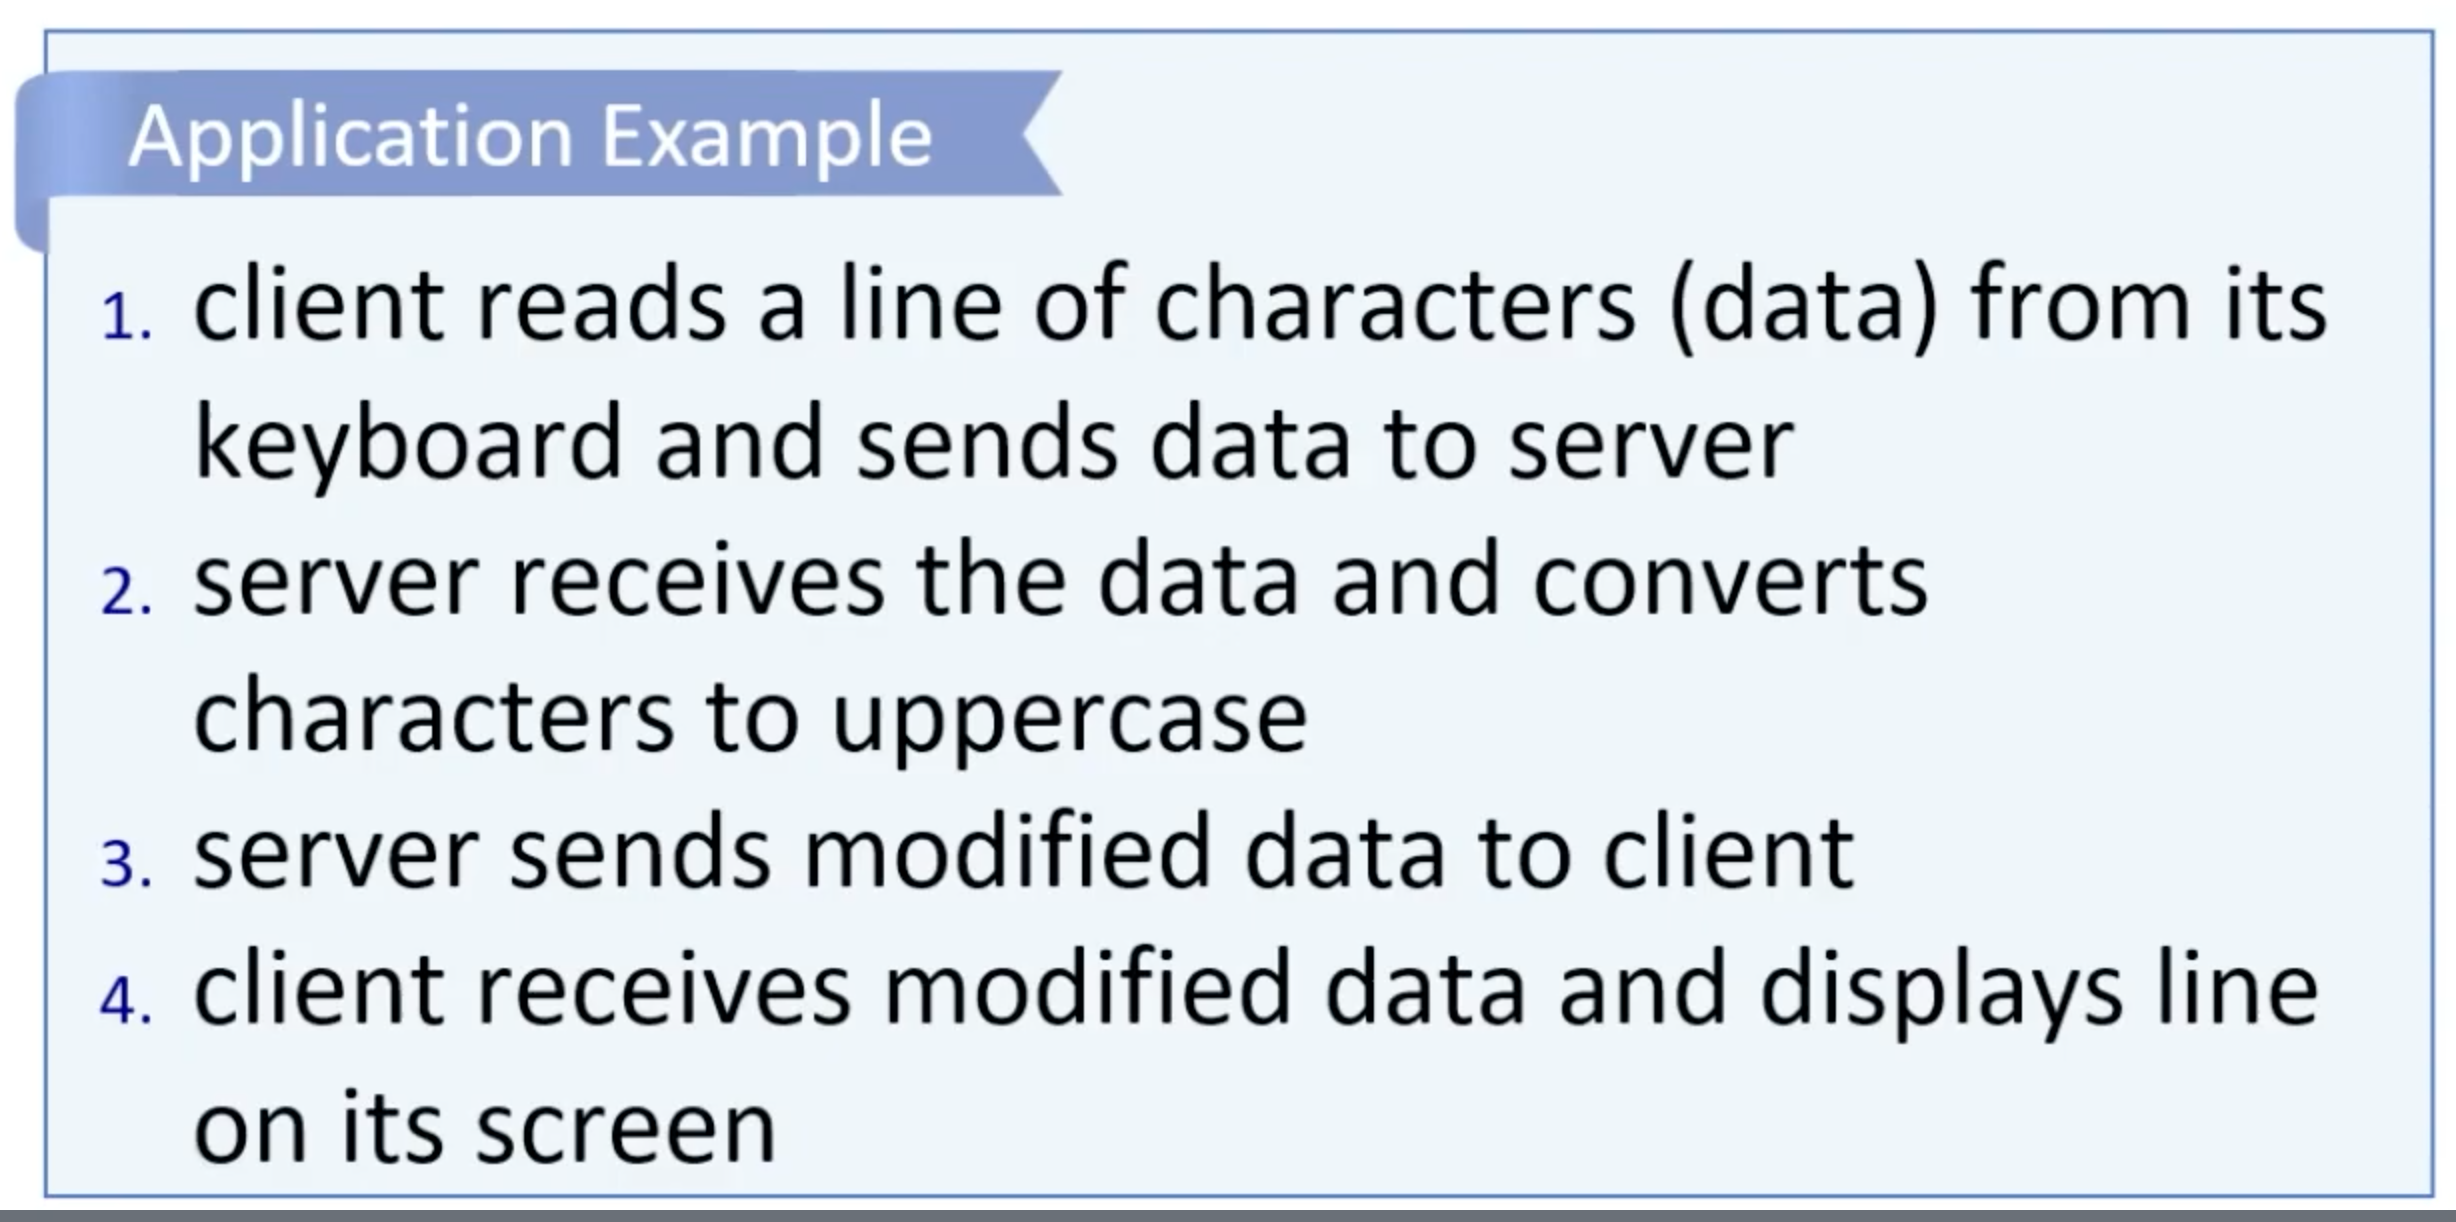 Application Example
1. client reads a line of characters (data) from its
keyboard and sends data to server
2. server receives the data and converts
characters to uppercase
3. server sends modified data to client
4. client receives modified data and displays line
on its screen